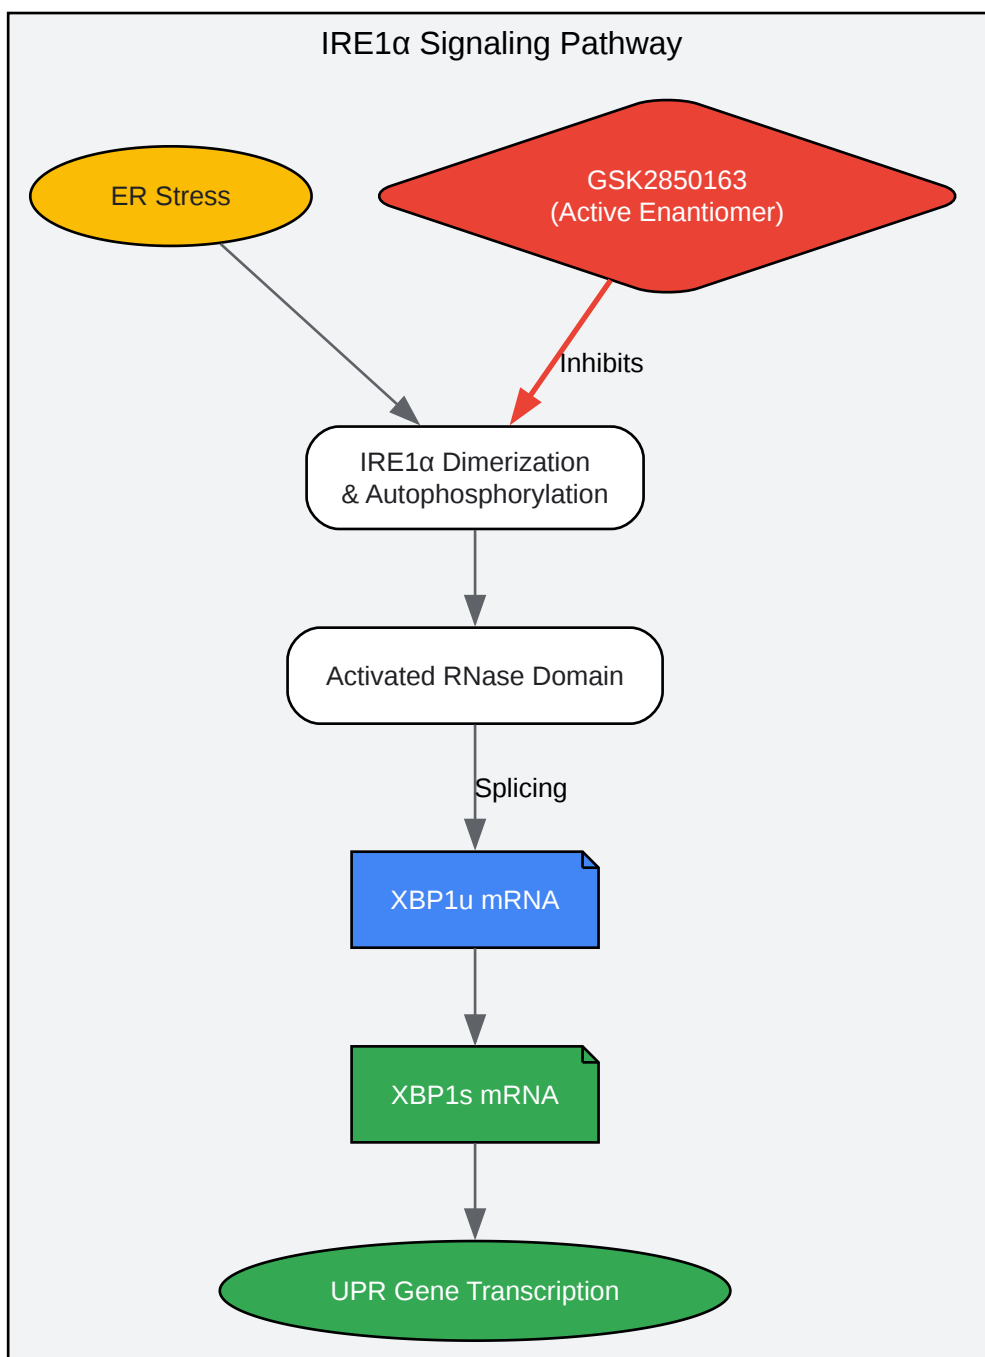 IRE1α Signaling Pathway
ER Stress
GSK2850163
(Active Enantiomer)
Inhibits
IRE1α Dimerization
& Autophosphorylation
Activated RNase Domain
Splicing
XBP1u mRNA
XBP1s mRNA
UPR Gene Transcription